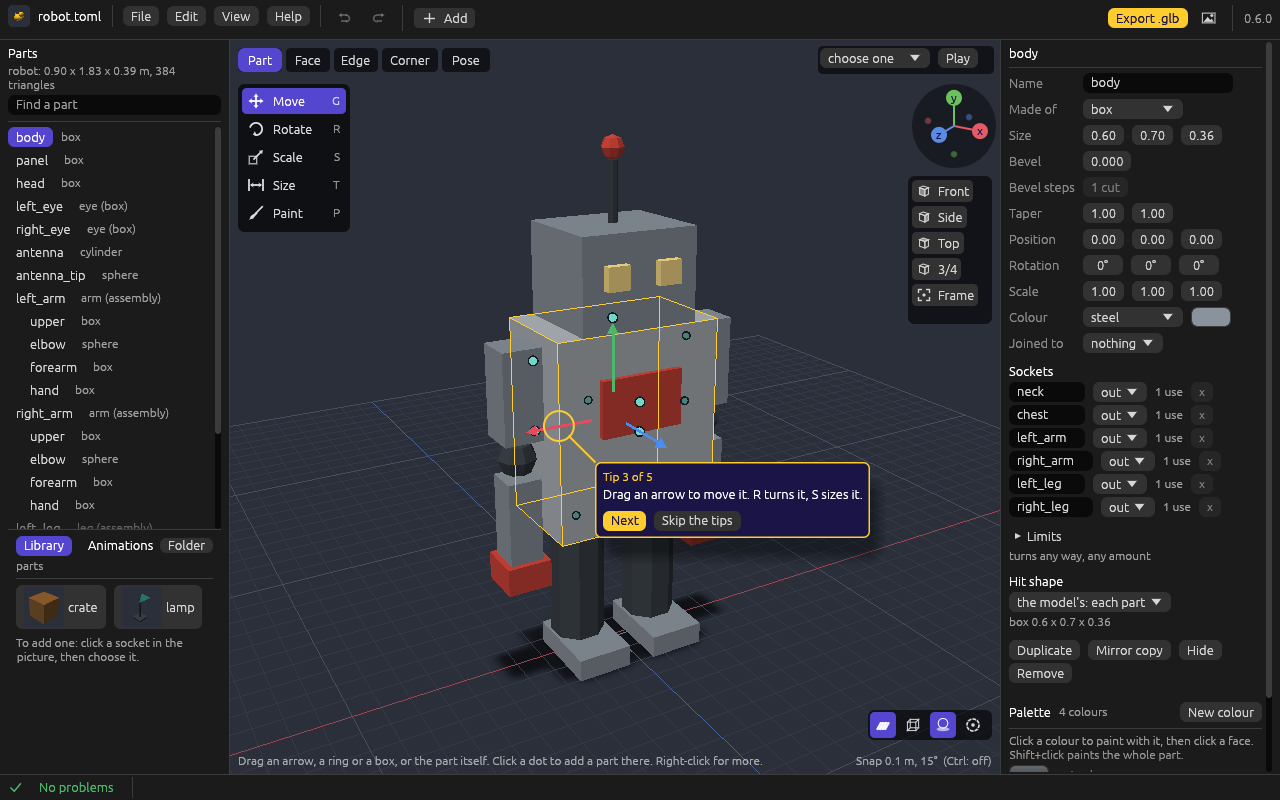 robot.toml File Edit View Help + Add Export .glb 0.6.0
Parts
robot: 0.90 x 1.83 x 0.39 m, 384
triangles
Find a part
body box
panel box
head box
left_eye eye (box)
right_eye eye (box)
antenna cylinder
antenna_tip sphere
left_arm arm (assembly)
upper box
elbow sphere
forearm box
hand box
right_arm arm (assembly)
upper box
elbow sphere
forearm box
hand box
left_leg leg (assembly)
Library Animations Folder
parts
crate lamp
To add one: click a socket in the
picture, then choose it.
Part Face Edge Corner Pose
Move G
Rotate R
Scale S
Size T
Paint P
choose one Play
y
x
z
Front
Side
Top
3/4
Frame
Tip 3 of 5
Drag an arrow to move it. R turns it, S sizes it.
Next Skip the tips
Drag an arrow, a ring or a box, or the part itself. Click a dot to add a part there. Right-click for more. Snap 0.1 m, 15° (Ctrl: off)
body
Name body
Made of box
Size 0.60 0.70 0.36
Bevel 0.000
Bevel steps 1 cut
Taper 1.00 1.00
Position 0.00 0.00 0.00
Rotation 0° 0° 0°
Scale 1.00 1.00 1.00
Colour steel
Joined to nothing
Sockets
neck out 1 use x
chest out 1 use x
left_arm out 1 use x
right_arm out 1 use x
left_leg out 1 use x
right_leg out 1 use x
Limits
turns any way, any amount
Hit shape
the model's: each part
box 0.6 x 0.7 x 0.36
Duplicate Mirror copy Hide
Remove
Palette 4 colours New colour
Click a colour to paint with it, then click a face.
Shift+click paints the whole part.
No problems